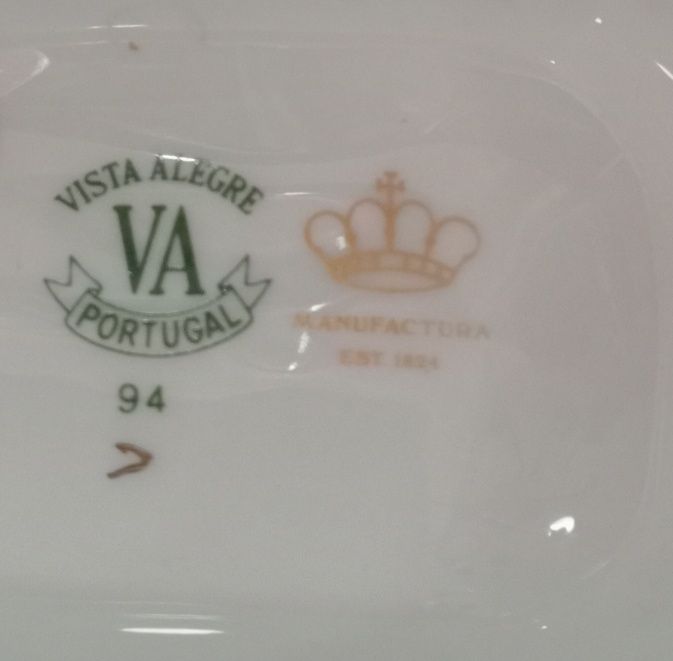 VISTA ALEGRE
VA
PORTUGAL
94
MANUFACTURA
EST. 1824